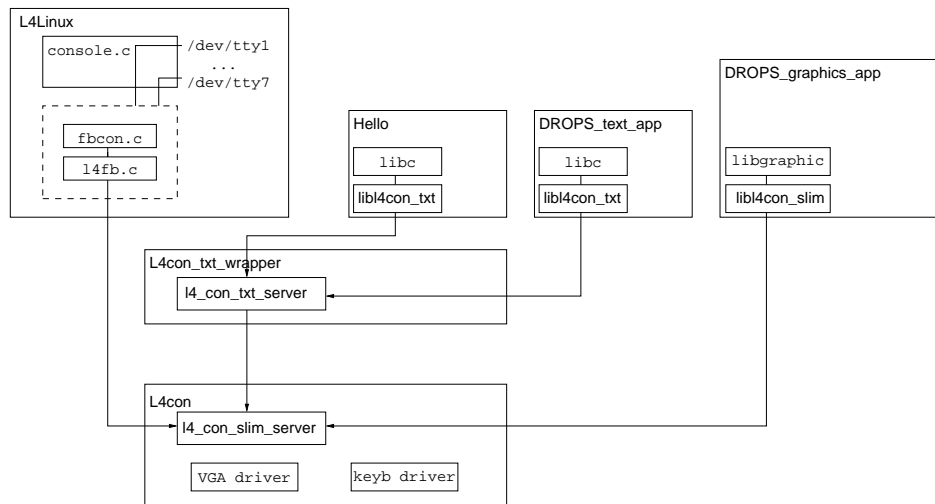 L4Linux
console.c
/dev/tty1
...
/dev/tty7
fbcon.c
l4fb.c
Hello
libc
libl4con_txt
DROPS_text_app
libc
libl4con_txt
DROPS_graphics_app
libgraphic
libl4con_slim
L4con_txt_wrapper
l4_con_txt_server
L4con
l4_con_slim_server
VGA driver
keyb driver